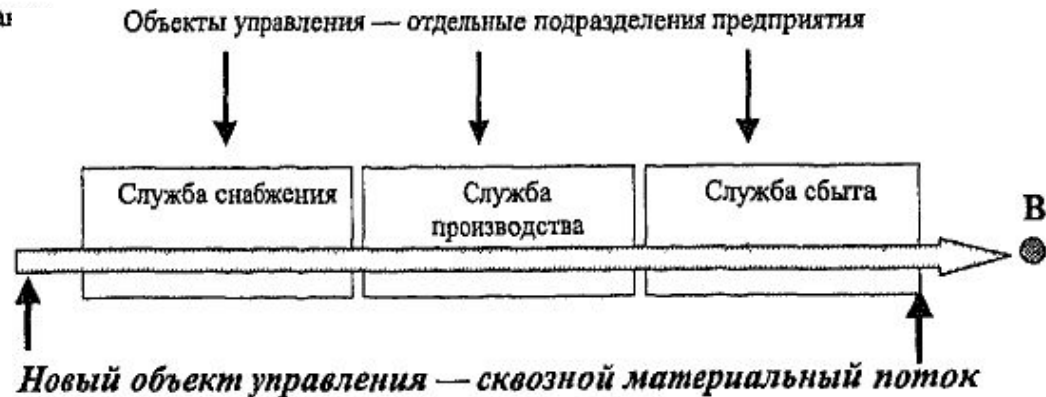 Объекты управления — отдельные подразделения предприятия
Служба снабжения
Служба
производства
Служба сбыта
В
Новый объект управления — сквозной материальный поток